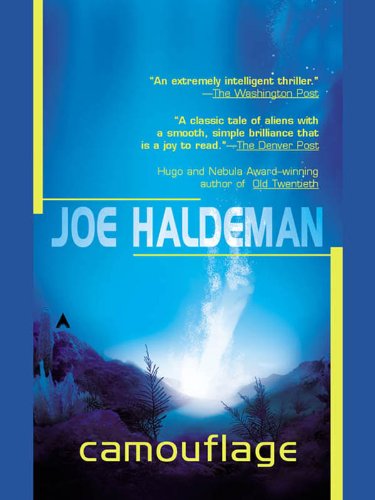 "An extremely intelligent thriller."
—The Washington Post
"A classic tale of aliens with
a smooth, simple brilliance that
is a joy to read."—The Denver Post
Hugo and Nebula Award–winning
author of Old Twentieth
JOE HALDEMAN
camouflage